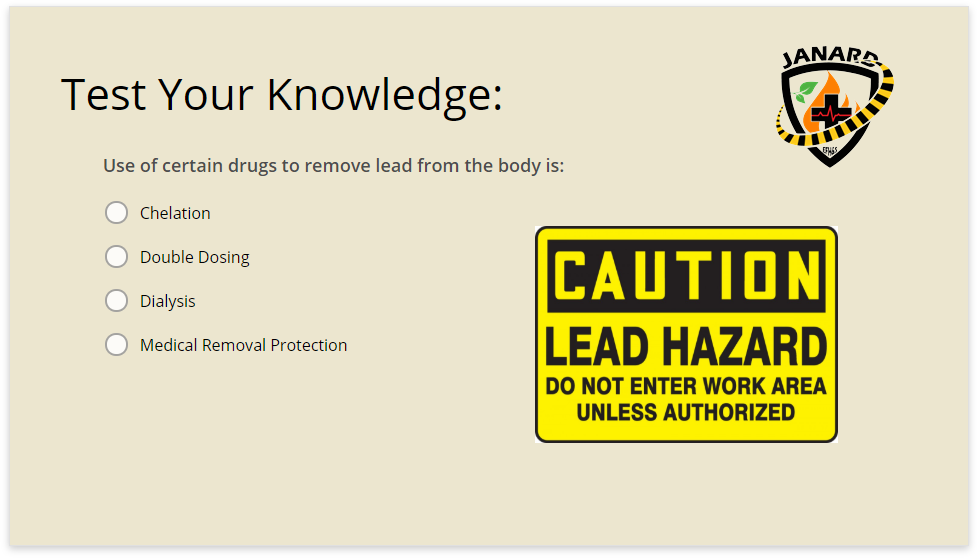 JANARD
Test Your Knowledge:
Use of certain drugs to remove lead from the body is:
Chelation
Double Dosing
Dialysis
Medical Removal Protection
CAUTION
LEAD HAZARD
DO NOT ENTER WORK AREA
UNLESS AUTHORIZED